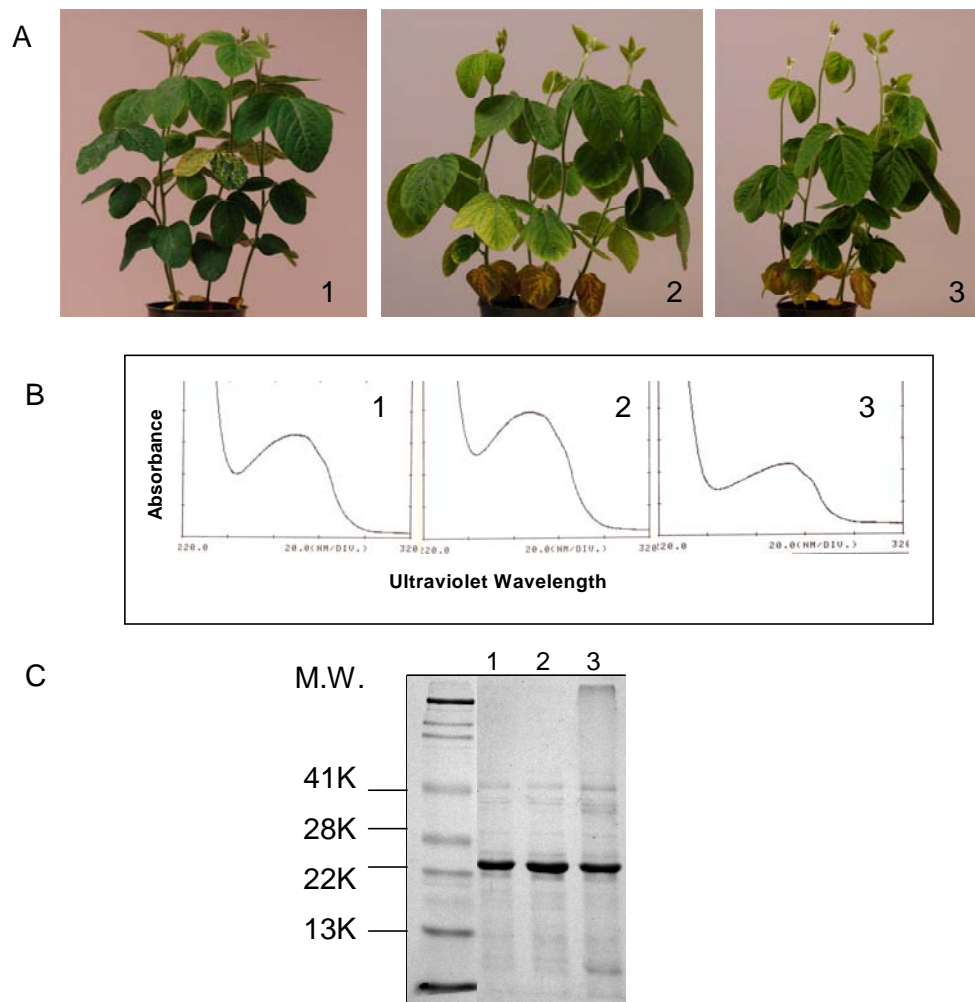 A
1
2
3
B
1
2
3
Absorbance
220.0 20.0(NM/DIV.) 320
220.0 20.0(NM/DIV.) 320
220.0 20.0(NM/DIV.) 320
Ultraviolet Wavelength
C
M.W.
1 2 3
41K
28K
22K
13K